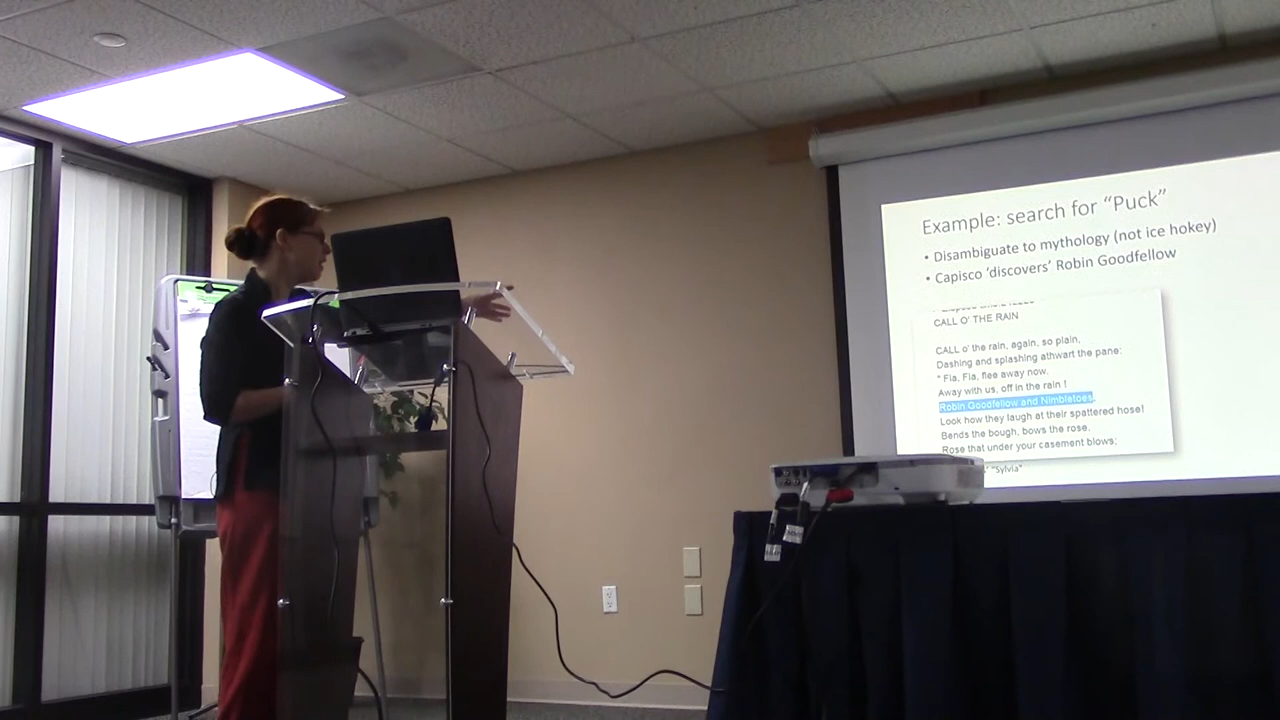 Example: search for “Puck”
• Disambiguate to mythology (not ice hokey)
• Capisco ‘discovers’ Robin Goodfellow
CALL O' THE RAIN
CALL o' the rain, again, so plain,
Dashing and splashing athwart the pane:
" Fla, Fla, flee away now.
Away with us, off in the rain !
Robin Goodfellow and Nimbletoes.
Look how they laugh at their spattered hose!
Bends the bough, bows the rose.
Rose that under your casement blows;
"Sylvia"